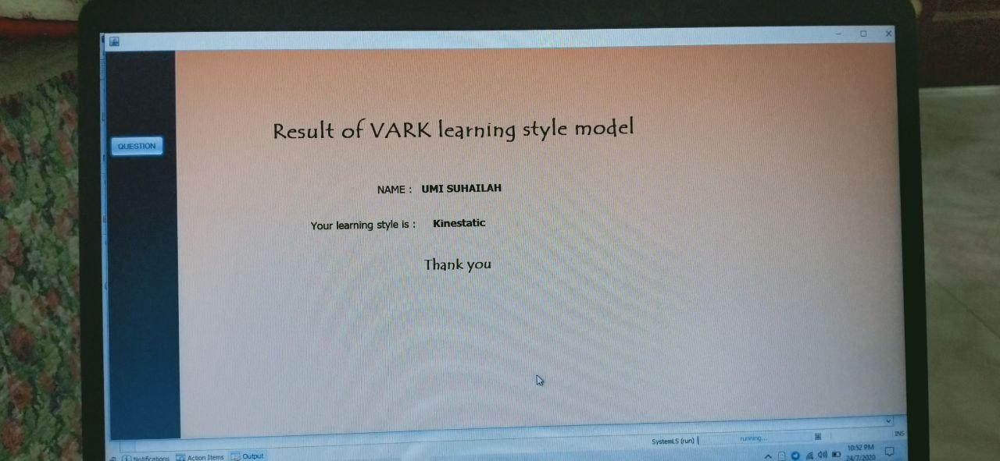 QUESTION
Result of VARK learning style model
NAME : UMI SUHAILAH
Your learning style is : Kinestatic
Thank you
SystemLS (run)
running...
INS
Notifications
Action Items
Output
10:52 PM
24/7/2020